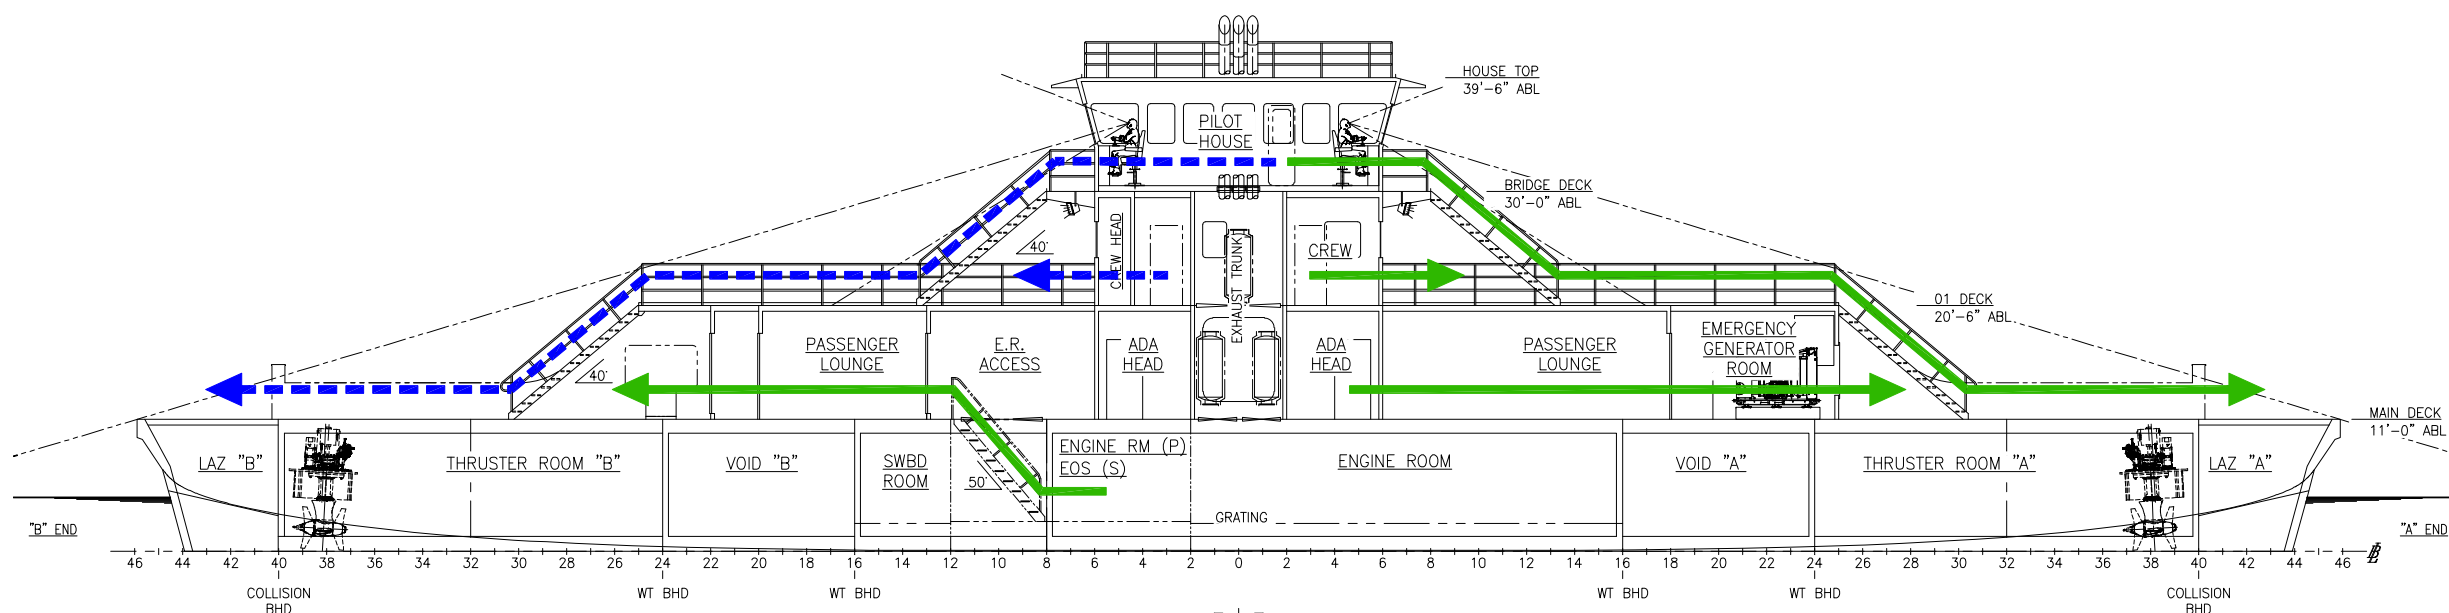 HOUSE TOP
39'-6" ABL
PILOT
HOUSE
BRIDGE DECK
30'-0" ABL
CREW HEAD
40°
EXHAUST TRUNK
CREW
01 DECK
20'-6" ABL
PASSENGER
LOUNGE
E.R.
ACCESS
ADA
HEAD
ADA
HEAD
PASSENGER
LOUNGE
EMERGENCY
GENERATOR
ROOM
40°
MAIN DECK
11'-0" ABL
LAZ "B"
THRUSTER ROOM "B"
VOID "B"
SWBD
ROOM
50°
ENGINE RM (P)
EOS (S)
ENGINE ROOM
VOID "A"
THRUSTER ROOM "A"
LAZ "A"
GRATING
"B" END
"A" END
46 44 42 40 38 36 34 32 30 28 26 24 22 20 18 16 14 12 10 8 6 4 2 0 2 4 6 8 10 12 14 16 18 20 22 24 26 28 30 32 34 36 38 40 42 44 46
COLLISION
BHD
WT BHD
WT BHD
WT BHD
WT BHD
COLLISION
BHD